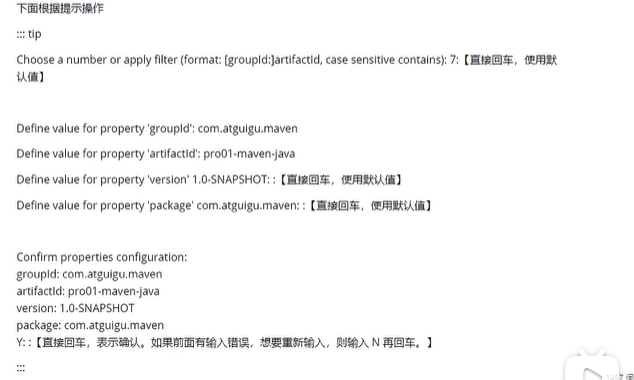 下面根据提示操作
::: tip
Choose a number or apply filter (format: [groupId:]artifactId, case sensitive contains): 7:【直接回车，使用默
认值】
Define value for property 'groupId': com.atguigu.maven
Define value for property 'artifactId': pro01-maven-java
Define value for property 'version' 1.0-SNAPSHOT: :【直接回车，使用默认值】
Define value for property 'package' com.atguigu.maven: :【直接回车，使用默认值】
Confirm properties configuration:
groupId: com.atguigu.maven
artifactId: pro01-maven-java
version: 1.0-SNAPSHOT
package: com.atguigu.maven
Y: :【直接回车，表示确认。如果前面有输入错误，想要重新输入，则输入 N 再回车。】
:::